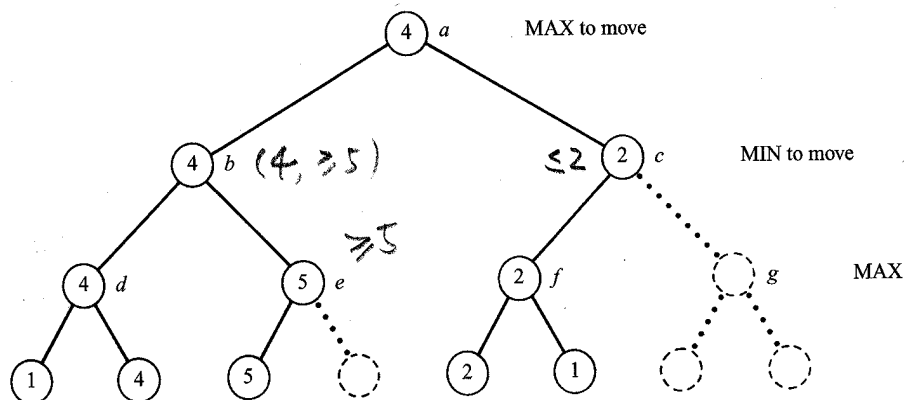 4 a MAX to move
4 b (4, ≥5) ≤2 2 c MIN to move
≥5
4 d 5 e 2 f g MAX
1 4 5 2 1